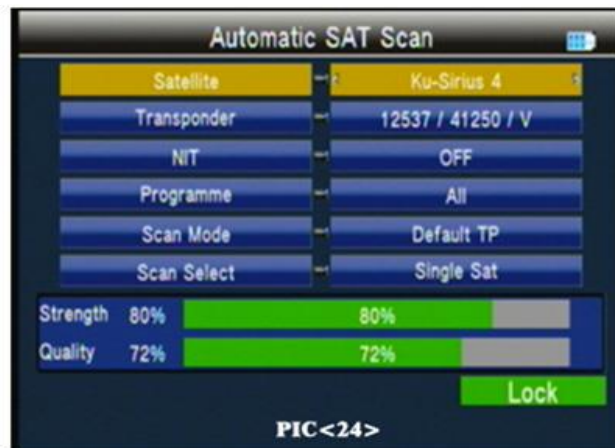 Automatic SAT Scan
Satellite Ku-Sirius 4
Transponder 12537 / 41250 / V
NIT OFF
Programme All
Scan Mode Default TP
Scan Select Single Sat
Strength 80% 80%
Quality 72% 72%
Lock
PIC<24>